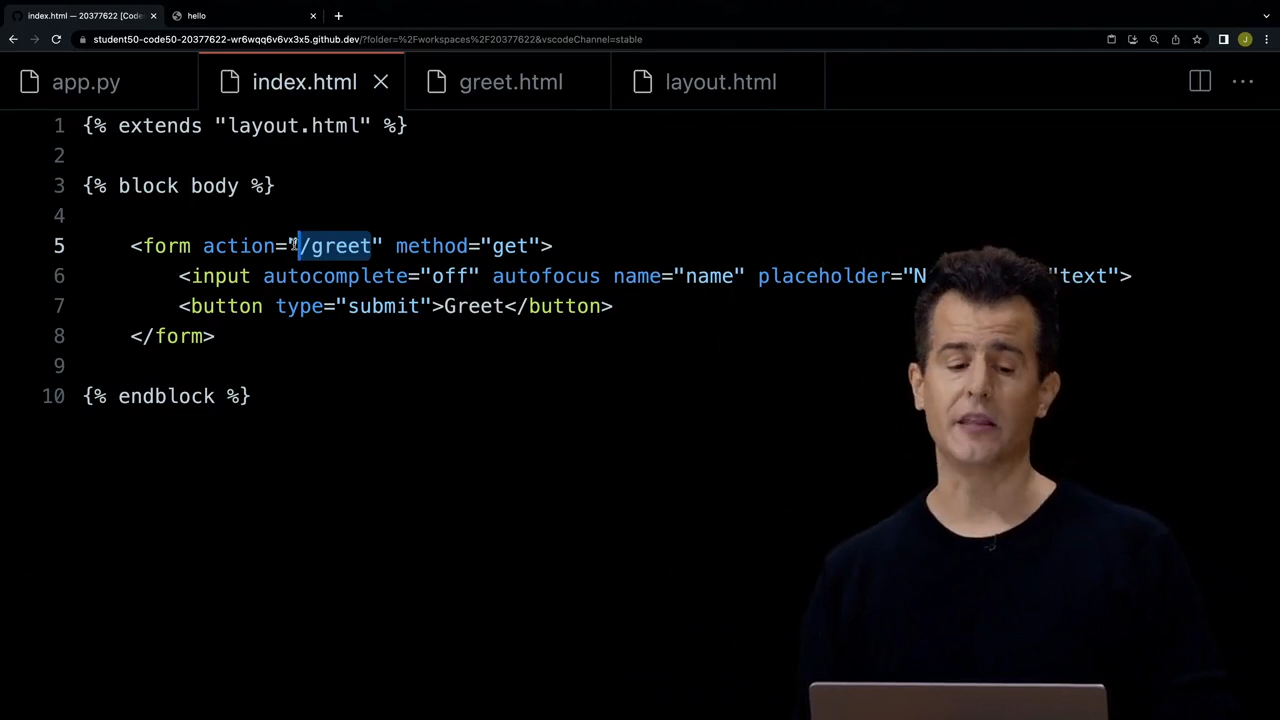 index.html — 20377622 [Code
hello
student50-code50-20377622-wr6wqq6v6vx3x5.github.dev/?folder=%2Fworkspaces%2F20377622&vscodeChannel=stable
J
app.py
index.html
greet.html
layout.html
1 {% extends "layout.html" %}
2
3 {% block body %}
4
5 <form action="/greet" method="get">
6 <input autocomplete="off" autofocus name="name" placeholder="N "text">
7 <button type="submit">Greet</button>
8 </form>
9
10 {% endblock %}